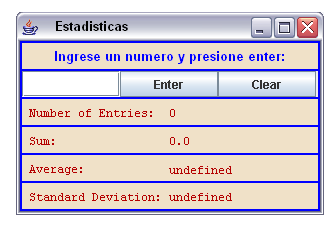 Estadisticas
Ingrese un numero y presione enter:
Enter Clear
Number of Entries: 0
Sum: 0.0
Average: undefined
Standard Deviation: undefined